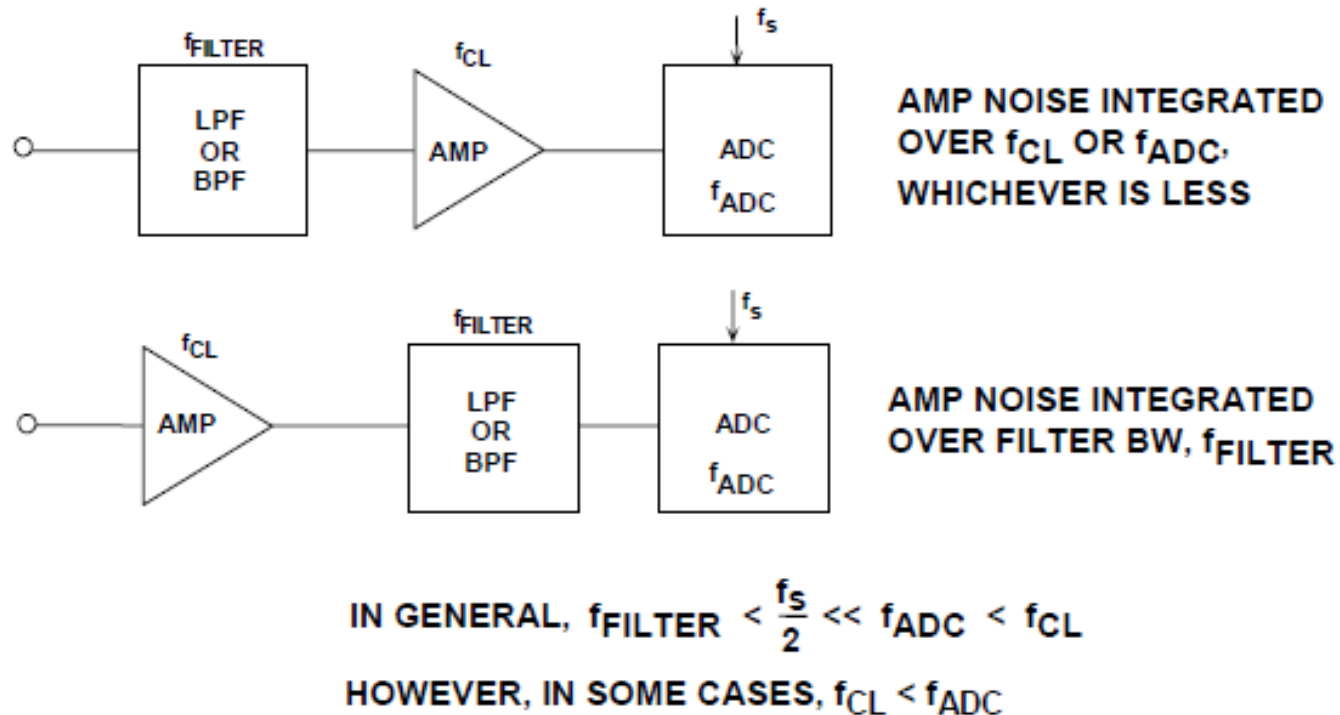 fFILTER
LPF
OR
BPF
fCL
AMP
fs
ADC
fADC
AMP NOISE INTEGRATED
OVER fCL OR fADC,
WHICHEVER IS LESS
fCL
AMP
fFILTER
LPF
OR
BPF
fs
ADC
fADC
AMP NOISE INTEGRATED
OVER FILTER BW, fFILTER
IN GENERAL, fFILTER < fs/2 << fADC < fCL
HOWEVER, IN SOME CASES, fCL < fADC